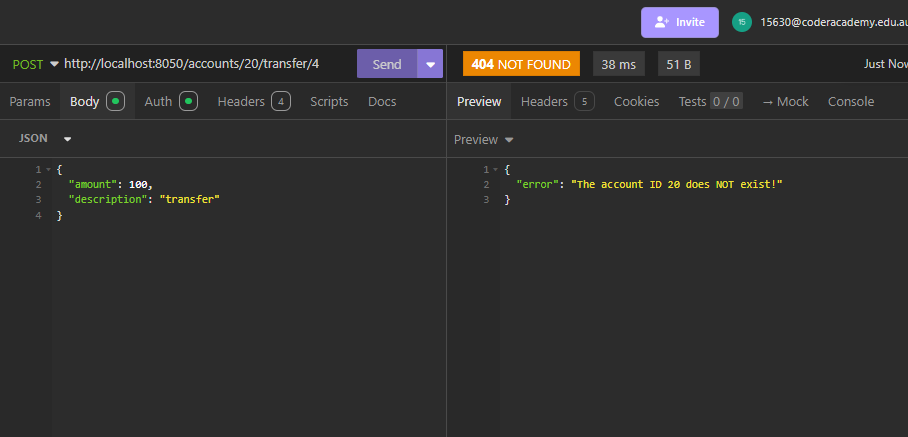 Invite
15 15630@coderacademy.edu.au
POST http://localhost:8050/accounts/20/transfer/4 Send
404 NOT FOUND 38 ms 51 B Just Now
Params Body Auth Headers 4 Scripts Docs
Preview Headers 5 Cookies Tests 0 / 0 → Mock Console
JSON
Preview
1 {
2 "amount": 100,
3 "description": "transfer"
4 }
1 {
2 "error": "The account ID 20 does NOT exist!"
3 }